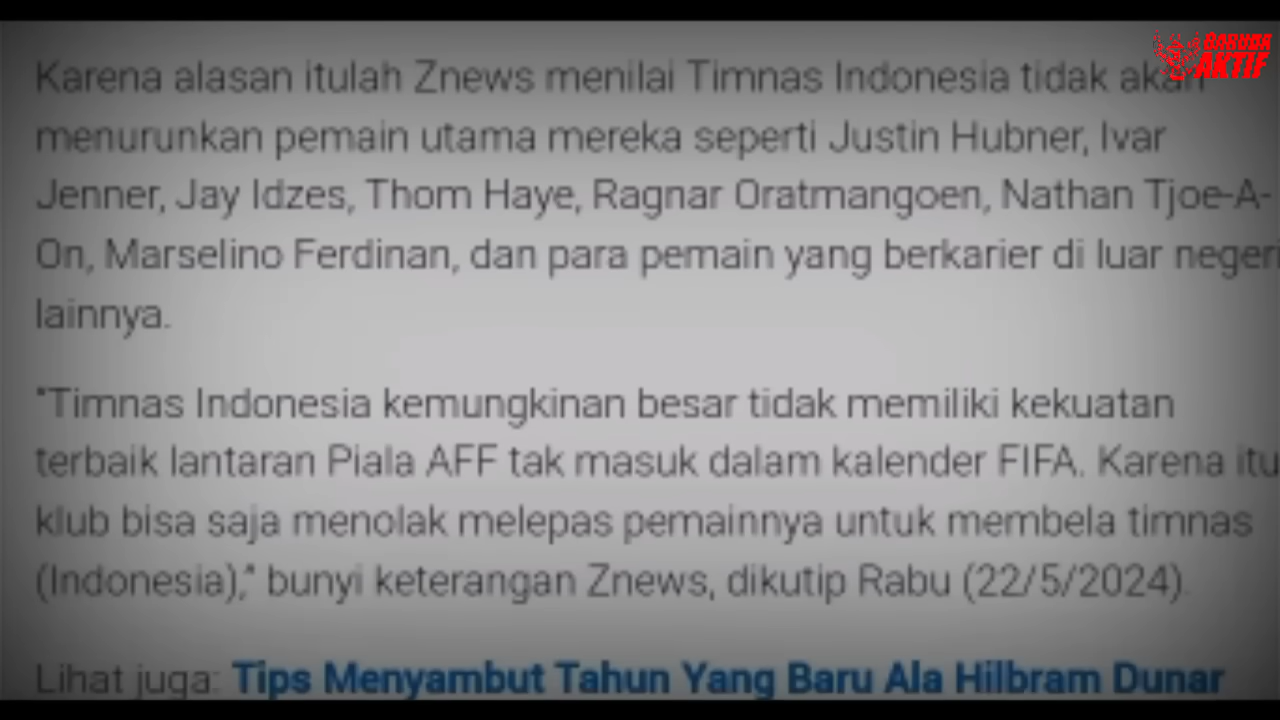 GARUDA
AKTIF
Karena alasan itulah Znews menilai Timnas Indonesia tidak akan
menurunkan pemain utama mereka seperti Justin Hubner, Ivar
Jenner, Jay Idzes, Thom Haye, Ragnar Oratmangoen, Nathan Tjoe-A-
On, Marselino Ferdinan, dan para pemain yang berkarier di luar negeri
lainnya.
"Timnas Indonesia kemungkinan besar tidak memiliki kekuatan
terbaik lantaran Piala AFF tak masuk dalam kalender FIFA. Karena itu
klub bisa saja menolak melepas pemainnya untuk membela timnas
(Indonesia)," bunyi keterangan Znews, dikutip Rabu (22/5/2024).
Lihat juga: Tips Menyambut Tahun Yang Baru Ala Hilbram Dunar